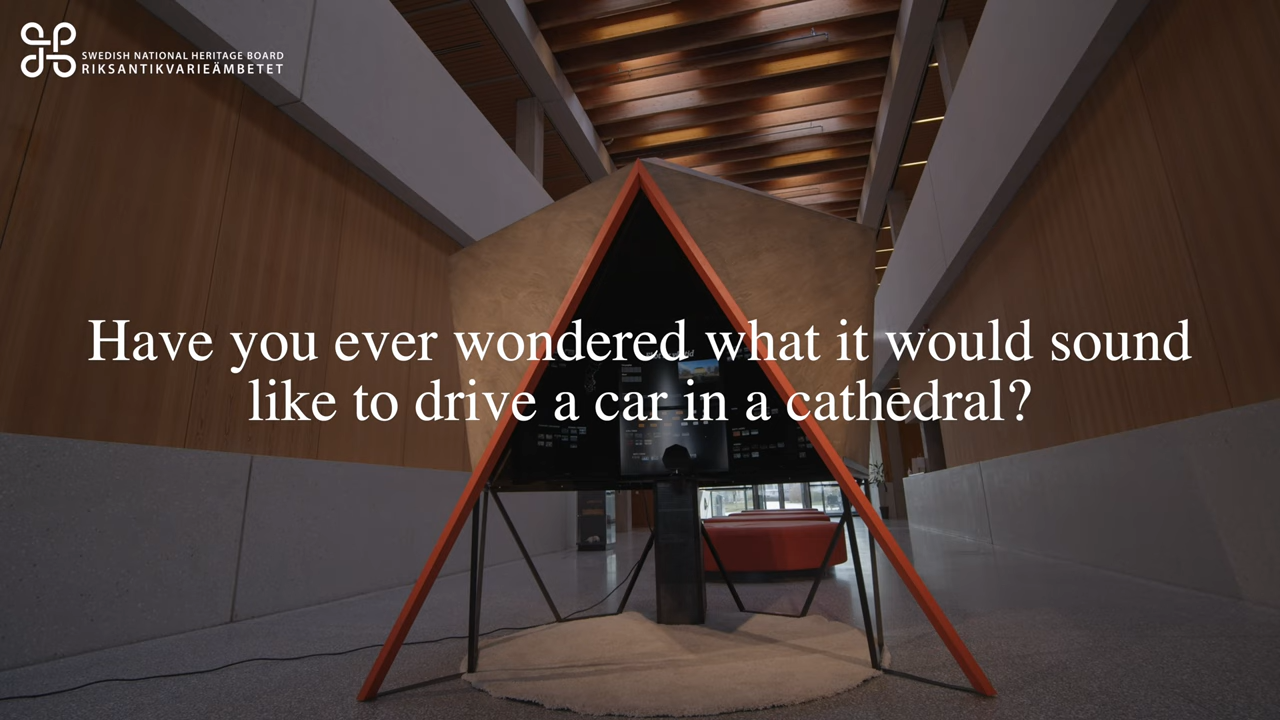 SWEDISH NATIONAL HERITAGE BOARD
RIKSANTIKVARIEÄMBETET
Have you ever wondered what it would sound
like to drive a car in a cathedral?